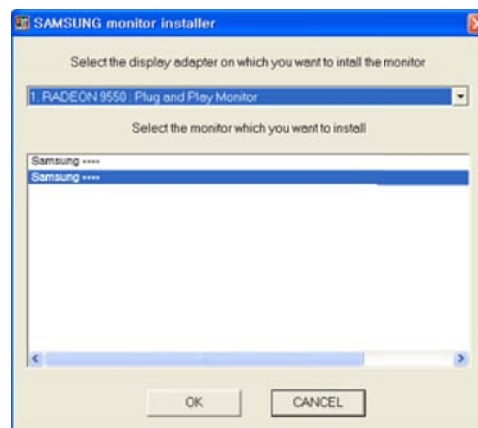 SAMSUNG monitor installer
Select the display adapter on which you want to intall the monitor
1. RADEON 9550 : Plug and Play Monitor
Select the monitor which you want to install
Samsung ****
Samsung ****
OK
CANCEL